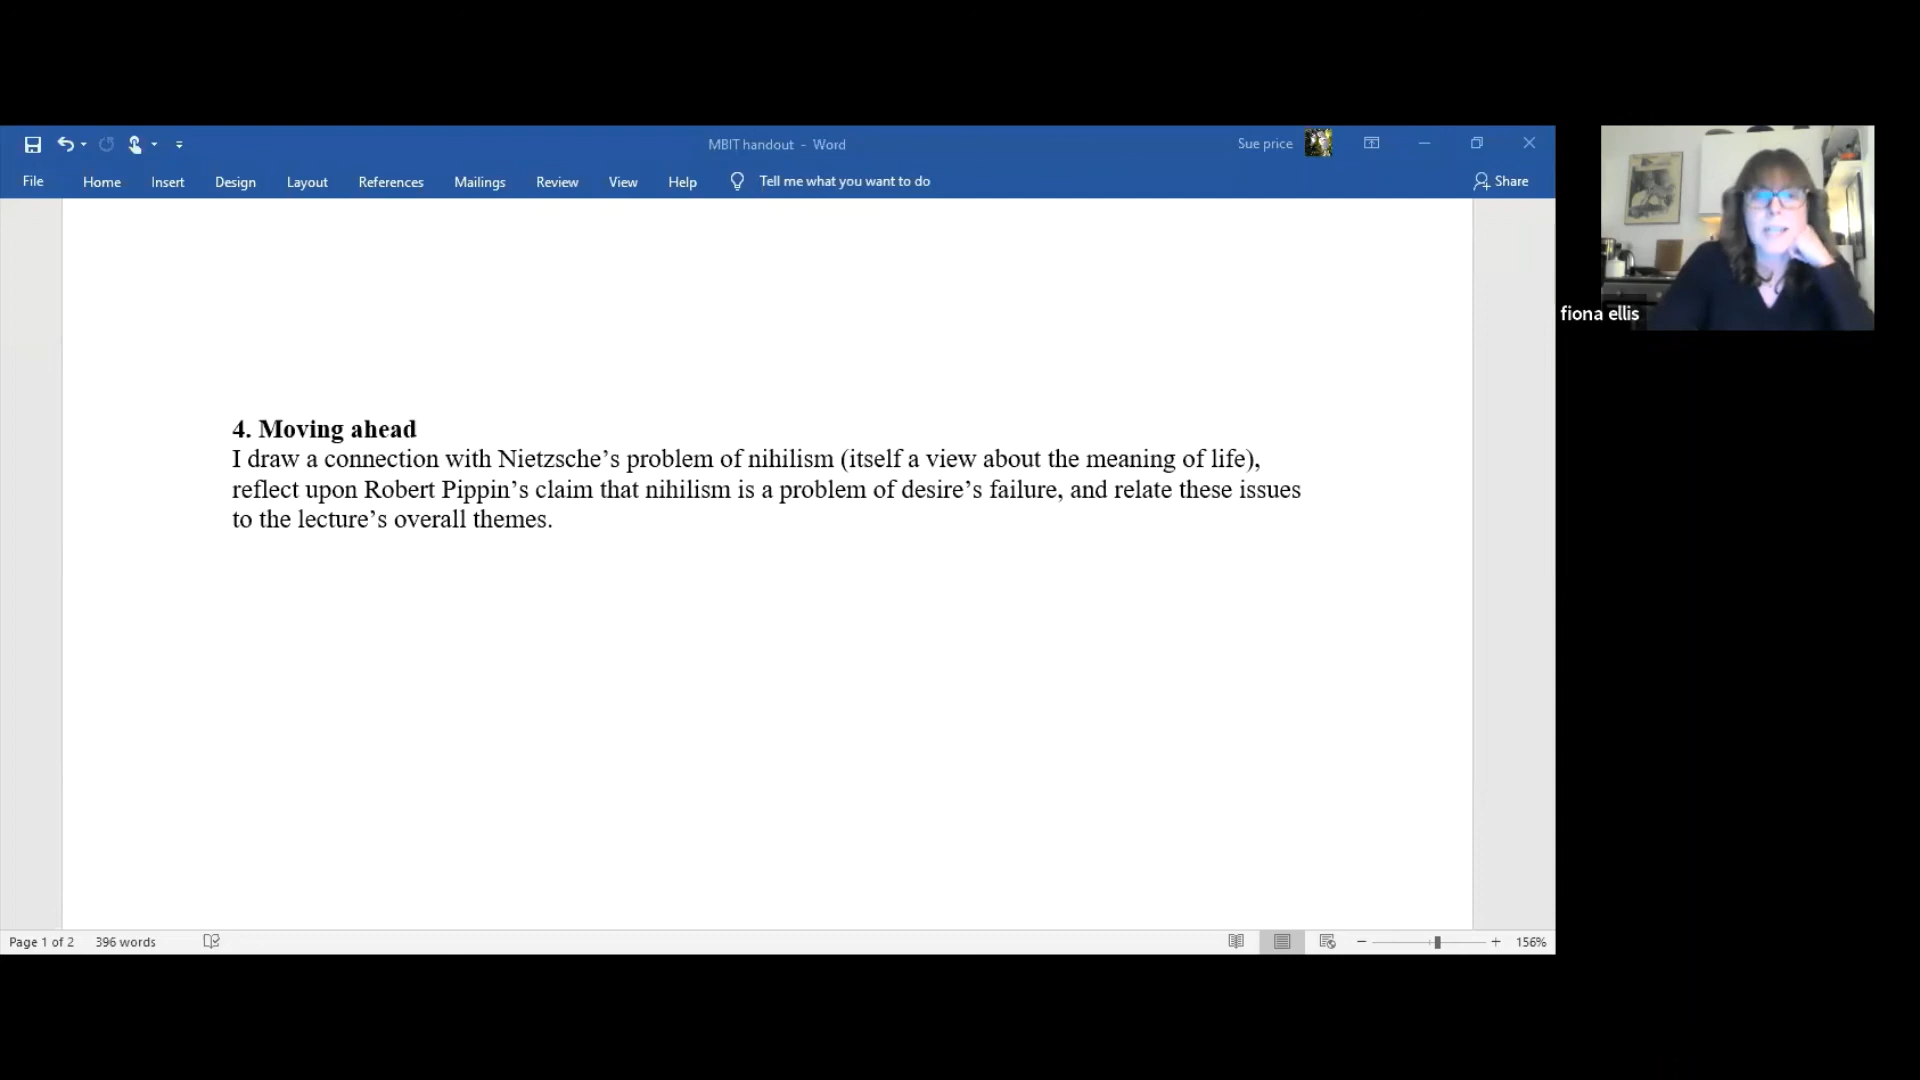 MBIT handout - Word
Sue price
File Home Insert Design Layout References Mailings Review View Help Tell me what you want to do Share
fiona ellis
4. Moving ahead
I draw a connection with Nietzsche’s problem of nihilism (itself a view about the meaning of life),
reflect upon Robert Pippin’s claim that nihilism is a problem of desire’s failure, and relate these issues
to the lecture’s overall themes.
Page 1 of 2 396 words 156%